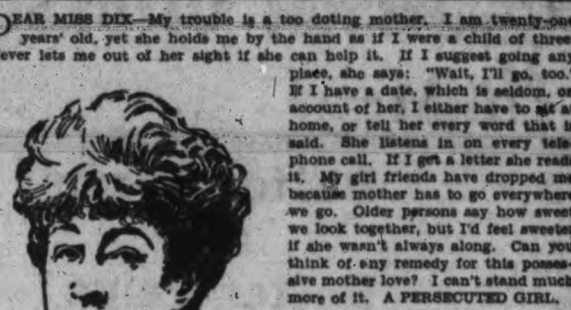 DEAR MISS DIX—My trouble is a too doting mother. I am twenty-one
years' old, yet she holds me by the hand as if I were a child of three
ever lets me out of her sight if she can help it. If I suggest going any
place, she says: "Wait, I'll go, too."
If I have a date, which is seldom, on
account of her, I either have to sit at
home, or tell her every word that is
said. She listens in on every tele-
phone call. If I get a letter she reads
it. My girl friends have dropped me
because mother has to go everywhere
we go. Older persons say how sweet
we look together, but I'd feel sweeter
if she wasn't always along. Can you
think of any remedy for this posses-
sive mother love? I can't stand much
more of it. A PERSECUTED GIRL.